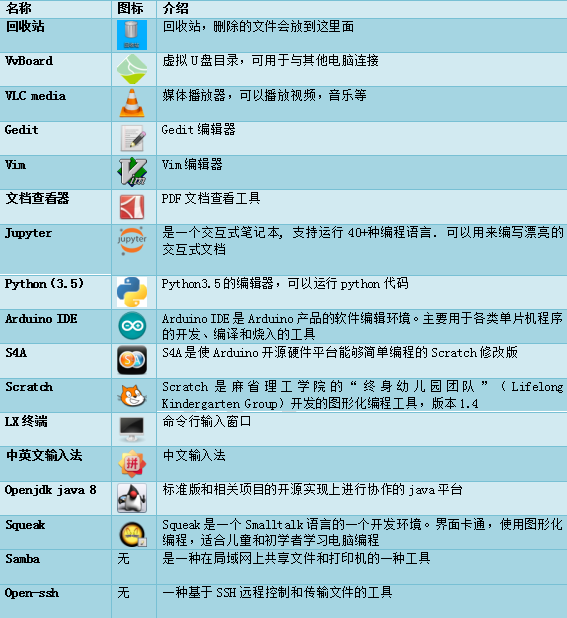 名称 图标 介绍
回收站 回收站，删除的文件会放到这里面
VvBoard 虚拟U盘目录，可用于与其他电脑连接
VLC media 媒体播放器，可以播放视频，音乐等
Gedit Gedit 编辑器
Vim Vim 编辑器
文档查看器 PDF 文档查看工具
Jupyter jupyter 是一个交互式笔记本, 支持运行 40+种编程语言. 可以用来编写漂亮的
交互式文档
Python(3.5) Python3.5 的编辑器，可以运行 python 代码
Arduino IDE Arduino IDE 是 Arduino 产品的软件编辑环境。主要用于各类单片机程序
的开发、编译和烧入的工具
S4A S4A 是使 Arduino 开源硬件平台能够简单编程的 Scratch 修改版
Scratch Scratch 是麻省理工学院的“终身幼儿园团队”（Lifelong
Kindergarten Group）开发的图形化编程工具，版本 1.4
LX 终端 命令行输入窗口
中英文输入法 拼 中文输入法
Openjdk java 8 标准版和相关项目的开源实现上进行协作的 java 平台
Squeak Squeak 是一个 Smalltalk 语言的一个开发环境。界面卡通，使用图形化
编程，适合儿童和初学者学习电脑编程
Samba 无 是一种在局域网上共享文件和打印机的一种工具
Open-ssh 无 一种基于 SSH 远程控制和传输文件的工具